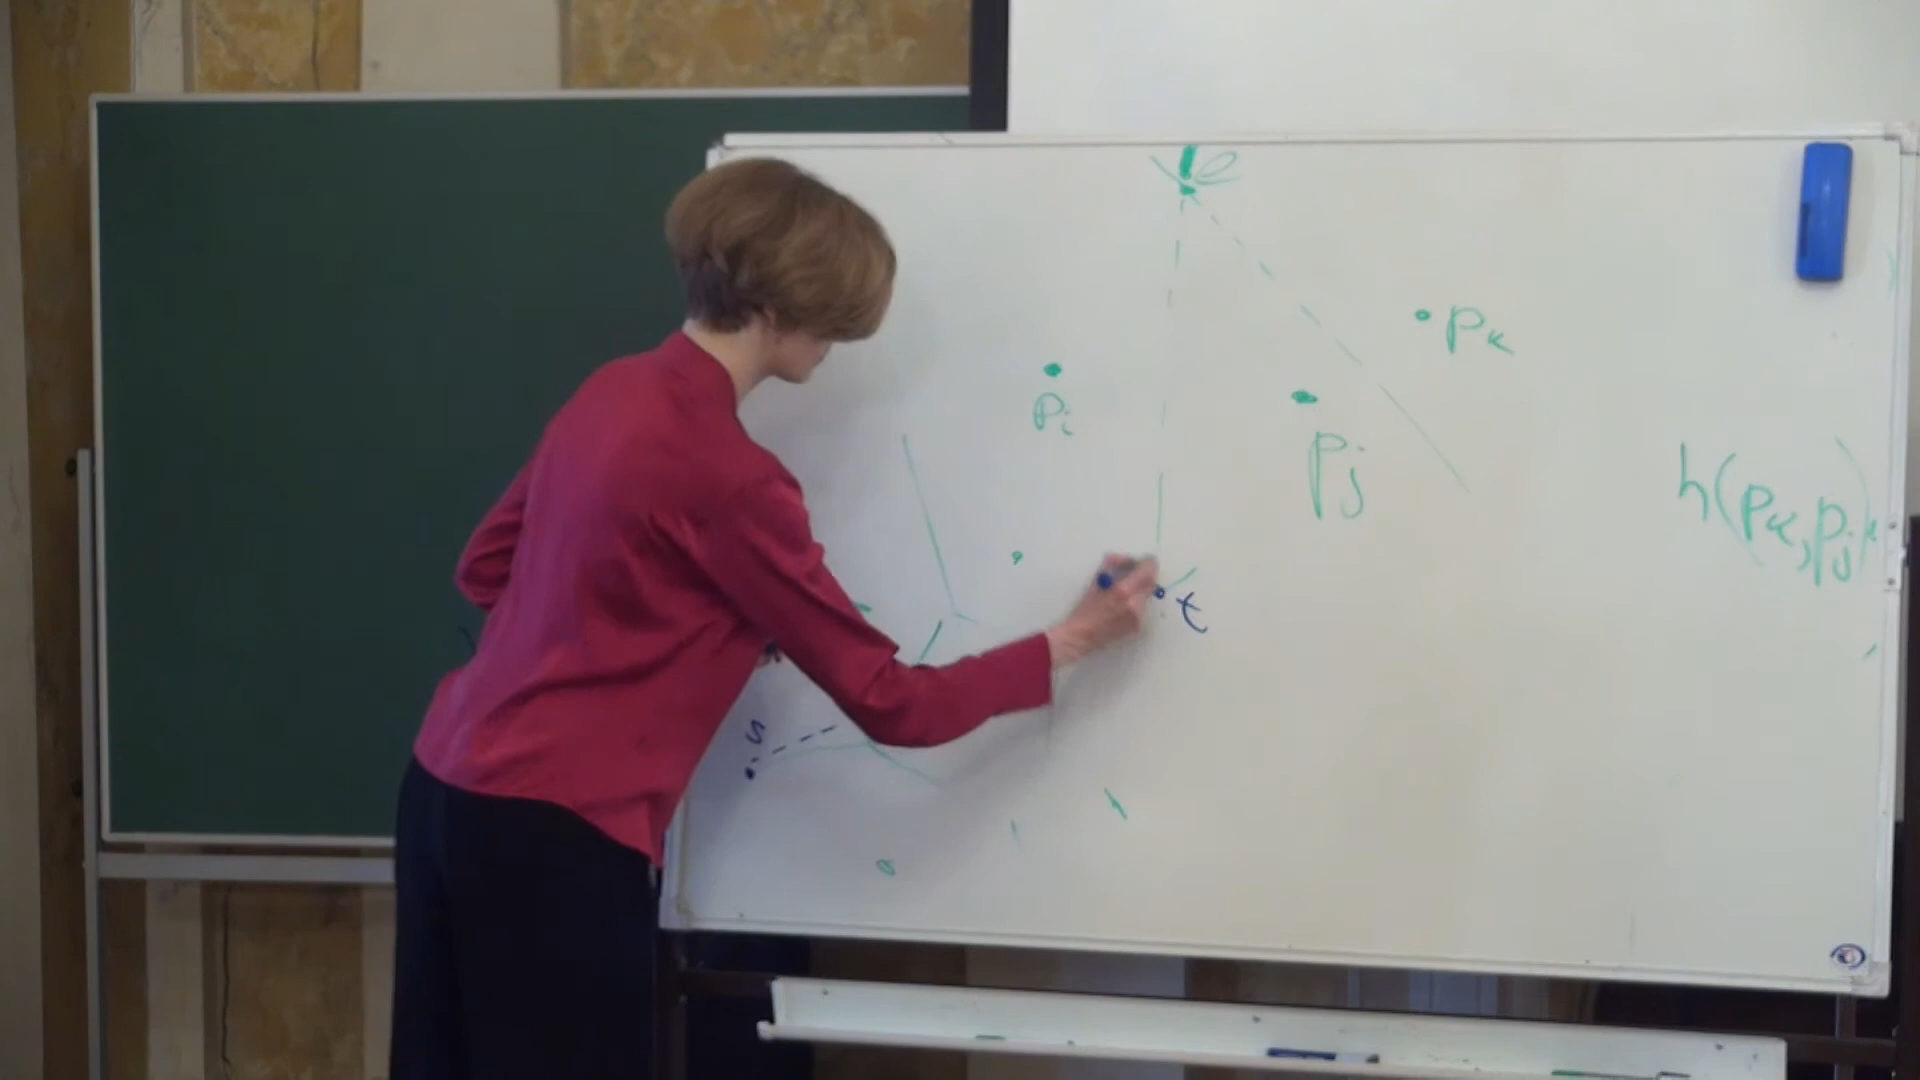 e
p_k
p_i
p_j
h(p_k, p_j)
t
s